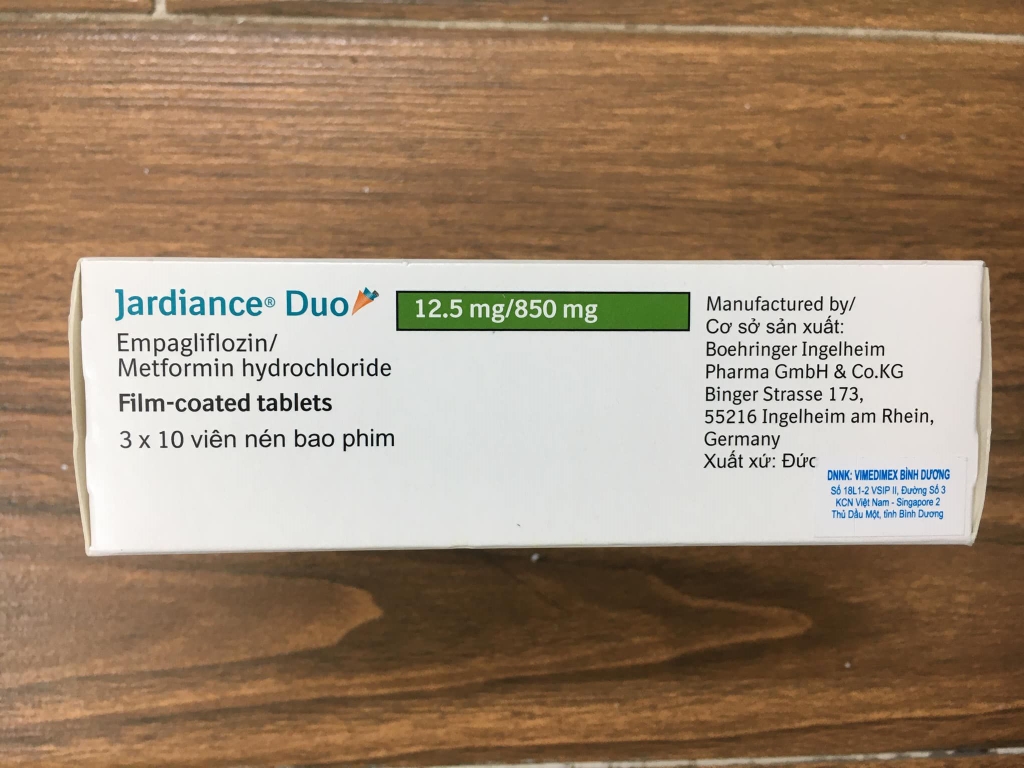 Jardiance® Duo
12.5 mg/850 mg
Empagliflozin/
Metformin hydrochloride
Film-coated tablets
3 x 10 viên nén bao phim
Manufactured by/
Cơ sở sản xuất:
Boehringer Ingelheim
Pharma GmbH & Co.KG
Binger Strasse 173,
55216 Ingelheim am Rhein,
Germany
Xuất xứ: Đức
DNNK: VIMEDIMEX BÌNH DƯƠNG
Số 18L1-2 VSIP II, Đường Số 3
KCN Việt Nam - Singapore 2
Thủ Dầu Một, tỉnh Bình Dương